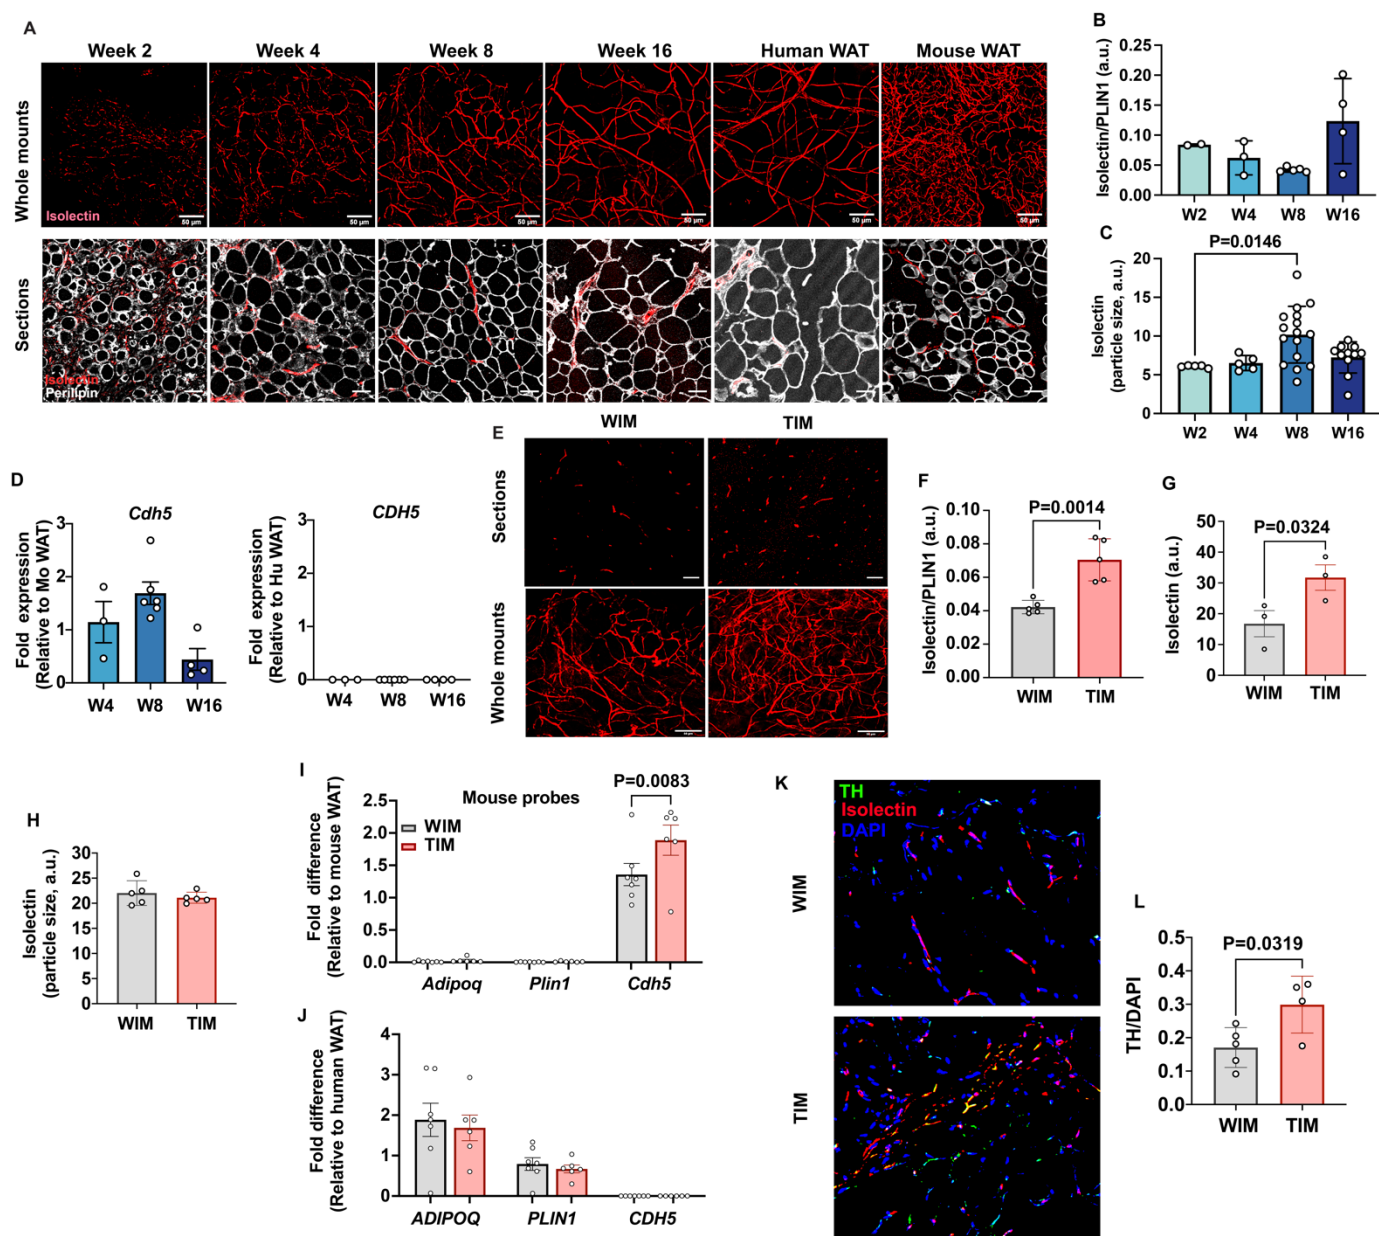 A
Week 2
Week 4
Week 8
Week 16
Human WAT
Mouse WAT
Whole mounts
Isolectin
50 µm
50 µm
50 µm
50 µm
50 µm
50 µm
Sections
Isolectin
Perilipin
B
Isolectin/PLIN1 (a.u.)
0.25
0.20
0.15
0.10
0.05
0.00
W2
W4
W8
W16
C
P=0.0146
Isolectin
(particle size, a.u.)
20
15
10
5
0
W2
W4
W8
W16
D
Cdh5
Fold expression
(Relative to Mo WAT)
3
2
1
0
W4
W8
W16
CDH5
Fold expression
(Relative to Hu WAT)
3
2
1
0
W4
W8
W16
E
WIM
TIM
Sections
Whole mounts
F
P=0.0014
Isolectin/PLIN1 (a.u.)
0.10
0.08
0.06
0.04
0.02
0.00
WIM
TIM
G
P=0.0324
Isolectin (a.u.)
50
40
30
20
10
0
WIM
TIM
H
Isolectin
(particle size, a.u.)
30
25
20
15
10
5
0
WIM
TIM
I
P=0.0083
Mouse probes
WIM
TIM
Fold difference
(Relative to mouse WAT)
2.5
2.0
1.5
1.0
0.5
0.0
Adipoq
Plin1
Cdh5
J
Fold difference
(Relative to human WAT)
4
3
2
1
0
ADIPOQ
PLIN1
CDH5
K
TH
Isolectin
DAPI
WIM
TIM
L
P=0.0319
TH/DAPI
0.5
0.4
0.3
0.2
0.1
0.0
WIM
TIM